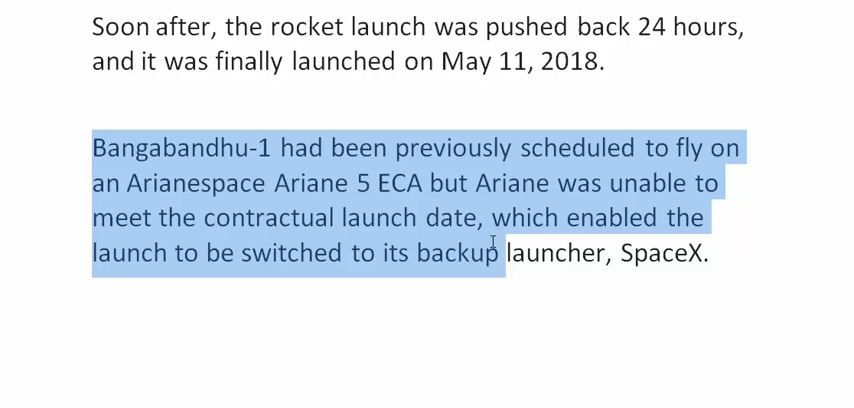 Soon after, the rocket launch was pushed back 24 hours,
and it was finally launched on May 11, 2018.
Bangabandhu-1 had been previously scheduled to fly on
an Arianespace Ariane 5 ECA but Ariane was unable to
meet the contractual launch date, which enabled the
launch to be switched to its backup launcher, SpaceX.